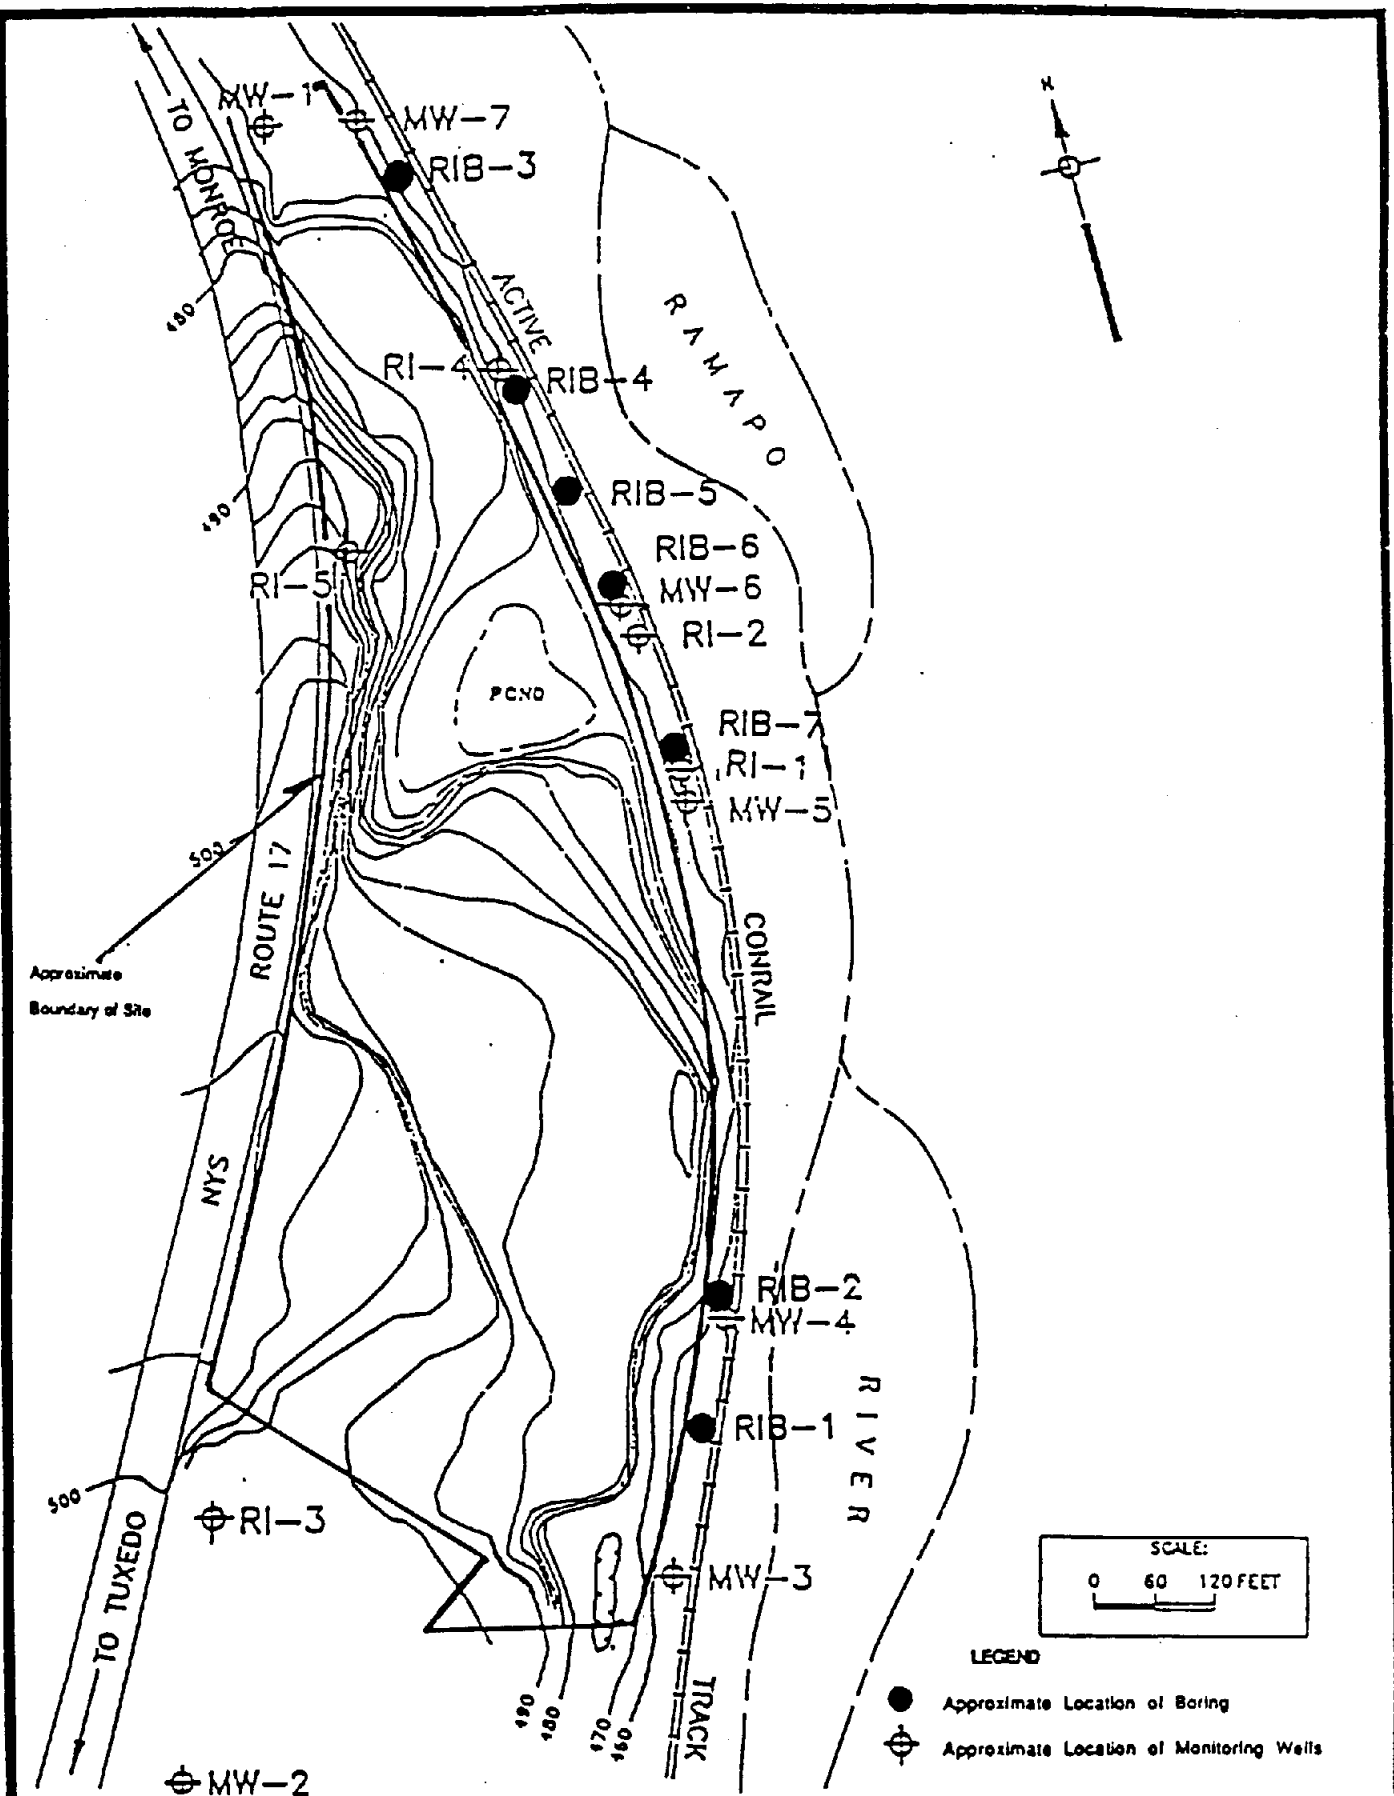 N
TO MONROE
MW-1
MW-7
RIB-3
480
ACTIVE
RAMAPO
RI-4
RIB-4
490
RIB-5
RIB-6
MW-6
RI-5
RI-2
POND
RIB-7
RI-1
MW-5
500
ROUTE 17
CONRAIL
Approximate
Boundary of Site
NYS
RIB-2
MW-4
RIVER
RIB-1
500
RI-3
TO TUXEDO
MW-3
SCALE:
0 60 120 FEET
490
480
470
460
TRACK
LEGEND
Approximate Location of Boring
Approximate Location of Monitoring Wells
MW-2